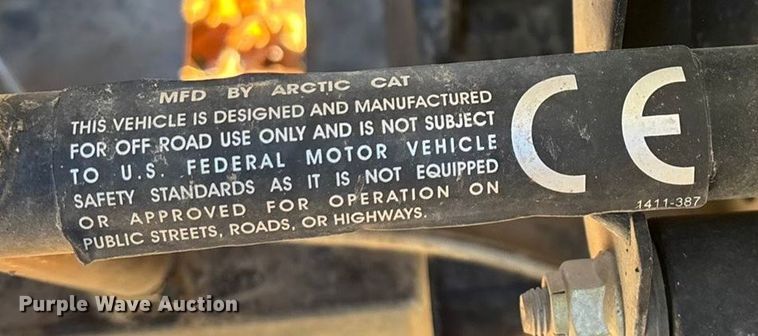 MFD BY ARCTIC CAT
THIS VEHICLE IS DESIGNED AND MANUFACTURED
FOR OFF ROAD USE ONLY AND IS NOT SUBJECT
TO U.S. FEDERAL MOTOR VEHICLE
SAFETY STANDARDS AS IT IS NOT EQUIPPED
OR APPROVED FOR OPERATION ON
PUBLIC STREETS, ROADS, OR HIGHWAYS.
CE
1411-387
Purple Wave Auction